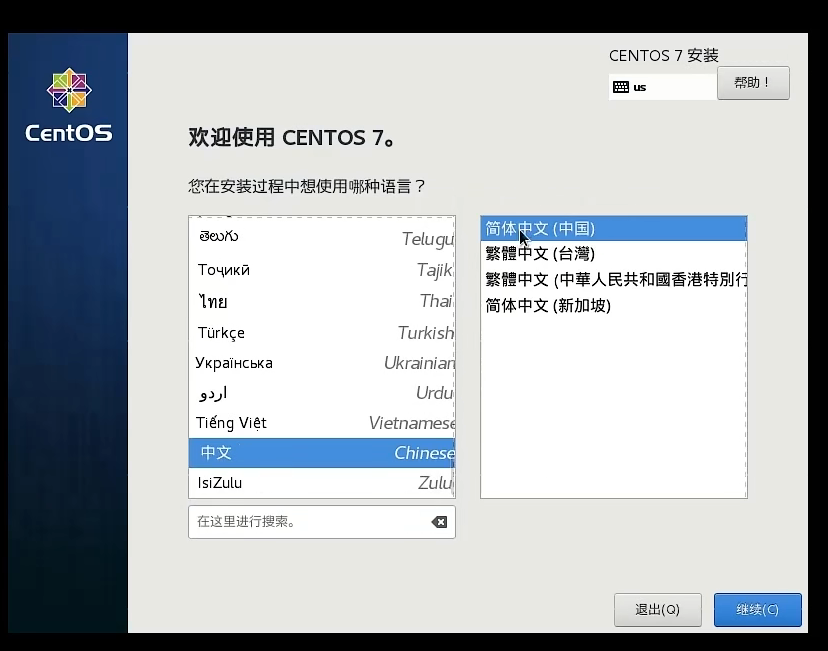 CentOS
CENTOS 7 安装
us
帮助！
欢迎使用 CENTOS 7。
您在安装过程中想使用哪种语言？
తెలుగు Telugu
Тоҷикӣ Tajik
ไทย Thai
Türkçe Turkish
Українська Ukrainian
اردو Urdu
Tiếng Việt Vietnamese
中文 Chinese
IsiZulu Zulu
简体中文 (中国)
繁體中文 (台灣)
繁體中文 (中華人民共和國香港特別行
简体中文 (新加坡)
在这里进行搜索。
退出(Q)
继续(C)